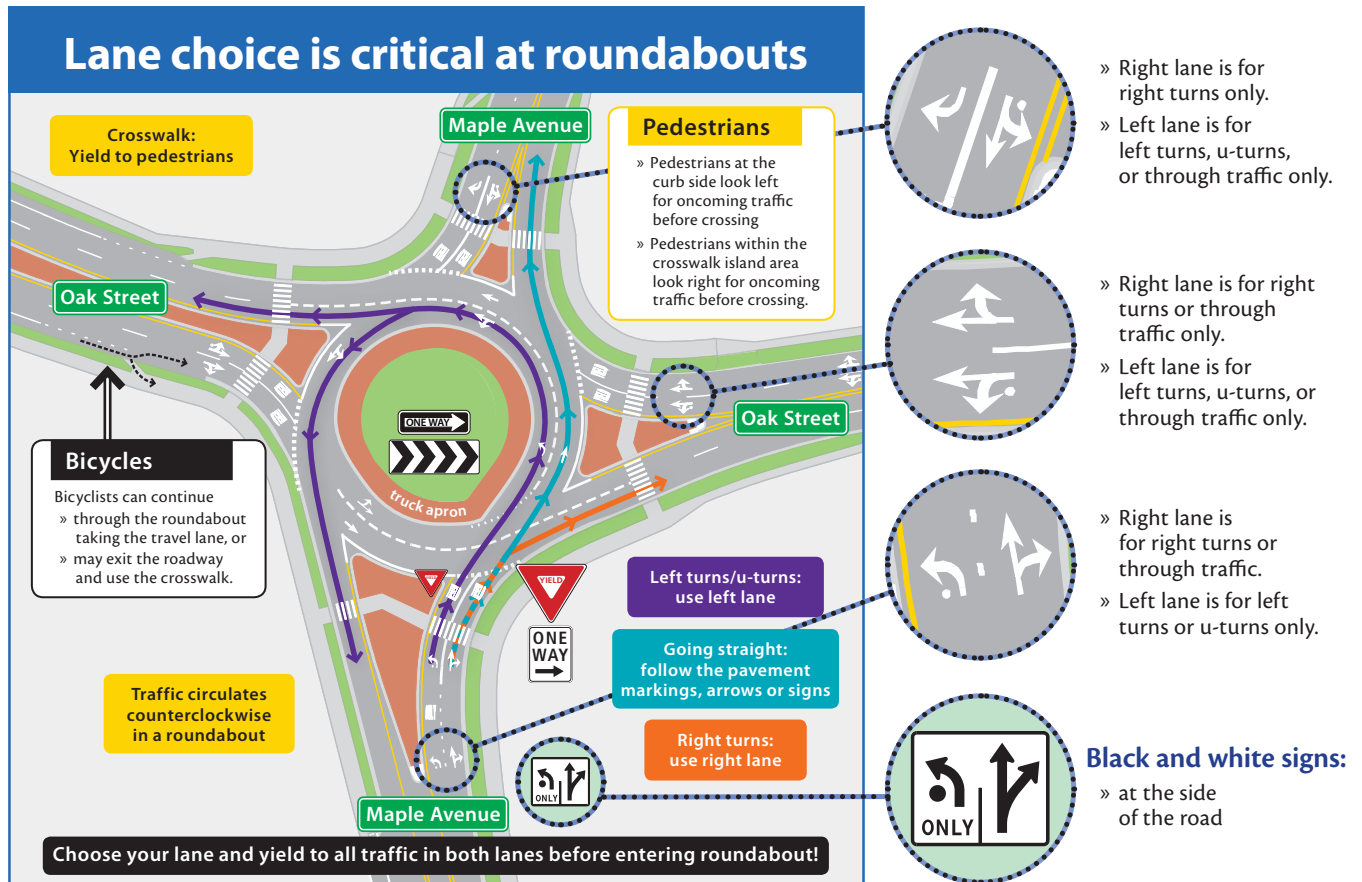 Lane choice is critical at roundabouts
Crosswalk:
Yield to pedestrians
Maple Avenue
Pedestrians
» Pedestrians at the
curb side look left
for oncoming traffic
before crossing
» Pedestrians within the
crosswalk island area
look right for oncoming
traffic before crossing.
Oak Street
Oak Street
ONE WAY
truck apron
Bicycles
Bicyclists can continue
» through the roundabout
taking the travel lane, or
» may exit the roadway
and use the crosswalk.
YIELD
YIELD
ONE
WAY
Left turns/u-turns:
use left lane
Going straight:
follow the pavement
markings, arrows or signs
Right turns:
use right lane
Traffic circulates
counterclockwise
in a roundabout
ONLY
Maple Avenue
Choose your lane and yield to all traffic in both lanes before entering roundabout!
» Right lane is for
right turns only.
» Left lane is for
left turns, u-turns,
or through traffic only.
» Right lane is for right
turns or through
traffic only.
» Left lane is for
left turns, u-turns, or
through traffic only.
» Right lane is
for right turns or
through traffic.
» Left lane is for left
turns or u-turns only.
ONLY
Black and white signs:
» at the side
of the road